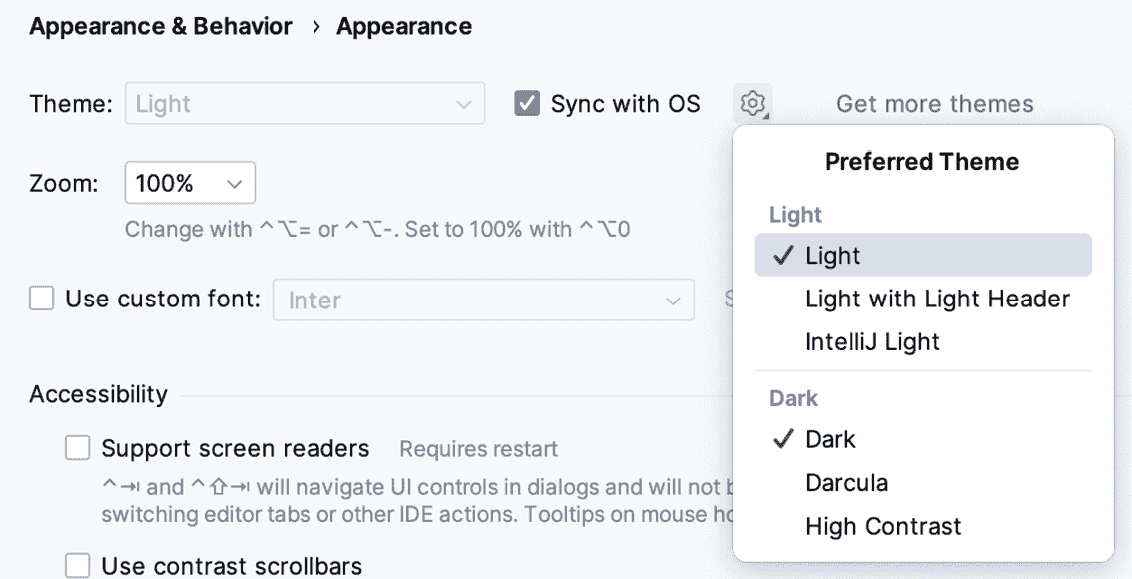 Appearance & Behavior › Appearance
Theme: Light Sync with OS Get more themes
Zoom: 100%
Change with ⌃⌥= or ⌃⌥-. Set to 100% with ⌃⌥0
Use custom font: Inter
Accessibility
Support screen readers Requires restart
⌃⇥ and ⌃⇧⇥ will navigate UI controls in dialogs and will not
switching editor tabs or other IDE actions. Tooltips on mouse
Use contrast scrollbars
Preferred Theme
Light
✓ Light
Light with Light Header
IntelliJ Light
Dark
✓ Dark
Darcula
High Contrast